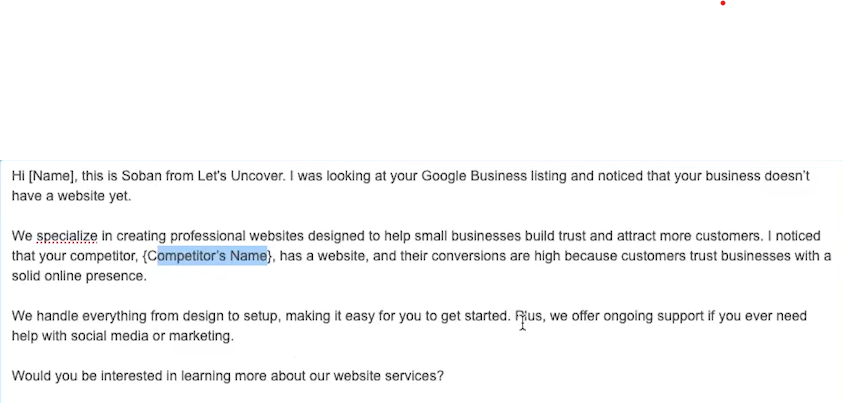 Hi [Name], this is Soban from Let's Uncover. I was looking at your Google Business listing and noticed that your business doesn't
have a website yet.
We specialize in creating professional websites designed to help small businesses build trust and attract more customers. I noticed
that your competitor, {Competitor's Name}, has a website, and their conversions are high because customers trust businesses with a
solid online presence.
We handle everything from design to setup, making it easy for you to get started. Plus, we offer ongoing support if you ever need
help with social media or marketing.
Would you be interested in learning more about our website services?